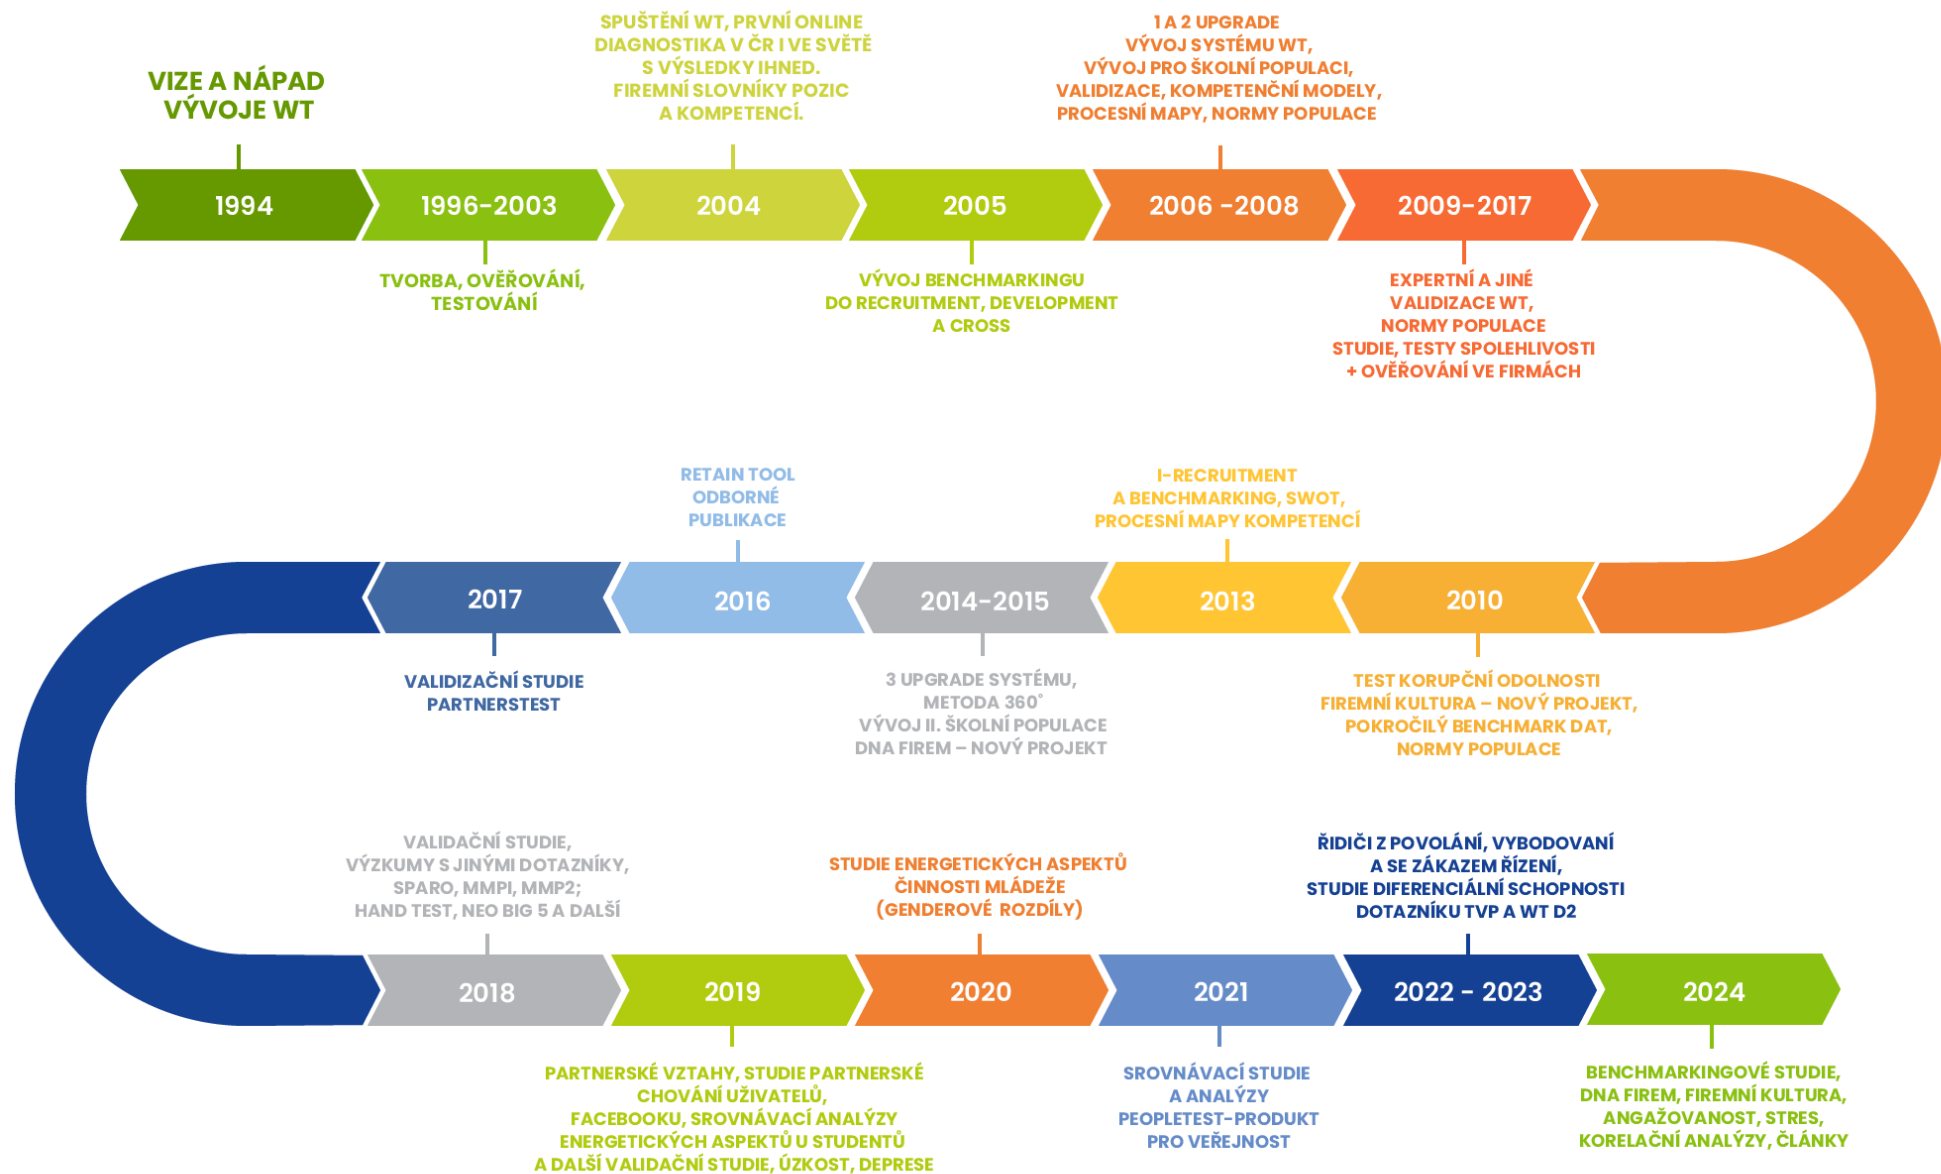 VIZE A NÁPAD
VÝVOJE WT
1994
1996-2003
TVORBA, OVĚŘOVÁNÍ,
TESTOVÁNÍ
SPUŠTĚNÍ WT, PRVNÍ ONLINE
DIAGNOSTIKA V ČR I VE SVĚTĚ
S VÝSLEDKY IHNED.
FIREMNÍ SLOVNÍKY POZIC
A KOMPETENCÍ.
2004
2005
VÝVOJ BENCHMARKINGU
DO RECRUITMENT, DEVELOPMENT
A CROSS
1 A 2 UPGRADE
VÝVOJ SYSTÉMU WT,
VÝVOJ PRO ŠKOLNÍ POPULACI,
VALIDIZACE, KOMPETENČNÍ MODELY,
PROCESNÍ MAPY, NORMY POPULACE
2006 -2008
2009-2017
EXPERTNÍ A JINÉ
VALIDIZACE WT,
NORMY POPULACE
STUDIE, TESTY SPOLEHLIVOSTI
+ OVĚŘOVÁNÍ VE FIRMÁCH
2010
TEST KORUPČNÍ ODOLNOSTI
FIREMNÍ KULTURA – NOVÝ PROJEKT,
POKROČILÝ BENCHMARK DAT,
NORMY POPULACE
I-RECRUITMENT
A BENCHMARKING, SWOT,
PROCESNÍ MAPY KOMPETENCÍ
2013
2014-2015
3 UPGRADE SYSTÉMU,
METODA 360°
VÝVOJ II. ŠKOLNÍ POPULACE
DNA FIREM – NOVÝ PROJEKT
RETAIN TOOL
ODBORNÉ
PUBLIKACE
2016
2017
VALIDIZAČNÍ STUDIE
PARTNERSTEST
VALIDAČNÍ STUDIE,
VÝZKUMY S JINÝMI DOTAZNÍKY,
SPARO, MMPI, MMP2;
HAND TEST, NEO BIG 5 A DALŠÍ
2018
2019
PARTNERSKÉ VZTAHY, STUDIE PARTNERSKÉ
CHOVÁNÍ UŽIVATELŮ,
FACEBOOKU, SROVNÁVACÍ ANALÝZY
ENERGETICKÝCH ASPEKTŮ U STUDENTŮ
A DALŠÍ VALIDAČNÍ STUDIE, ÚZKOST, DEPRESE
STUDIE ENERGETICKÝCH ASPEKTŮ
ČINNOSTI MLÁDEŽE
(GENDEROVÉ ROZDÍLY)
2020
2021
SROVNÁVACÍ STUDIE
A ANALÝZY
PEOPLETEST-PRODUKT
PRO VEŘEJNOST
ŘIDIČI Z POVOLÁNÍ, VYBODOVANÍ
A SE ZÁKAZEM ŘÍZENÍ,
STUDIE DIFERENCIÁLNÍ SCHOPNOSTI
DOTAZNÍKU TVP A WT D2
2022 - 2023
2024
BENCHMARKINGOVÉ STUDIE,
DNA FIREM, FIREMNÍ KULTURA,
ANGAŽOVANOST, STRES,
KORELAČNÍ ANALÝZY, ČLÁNKY